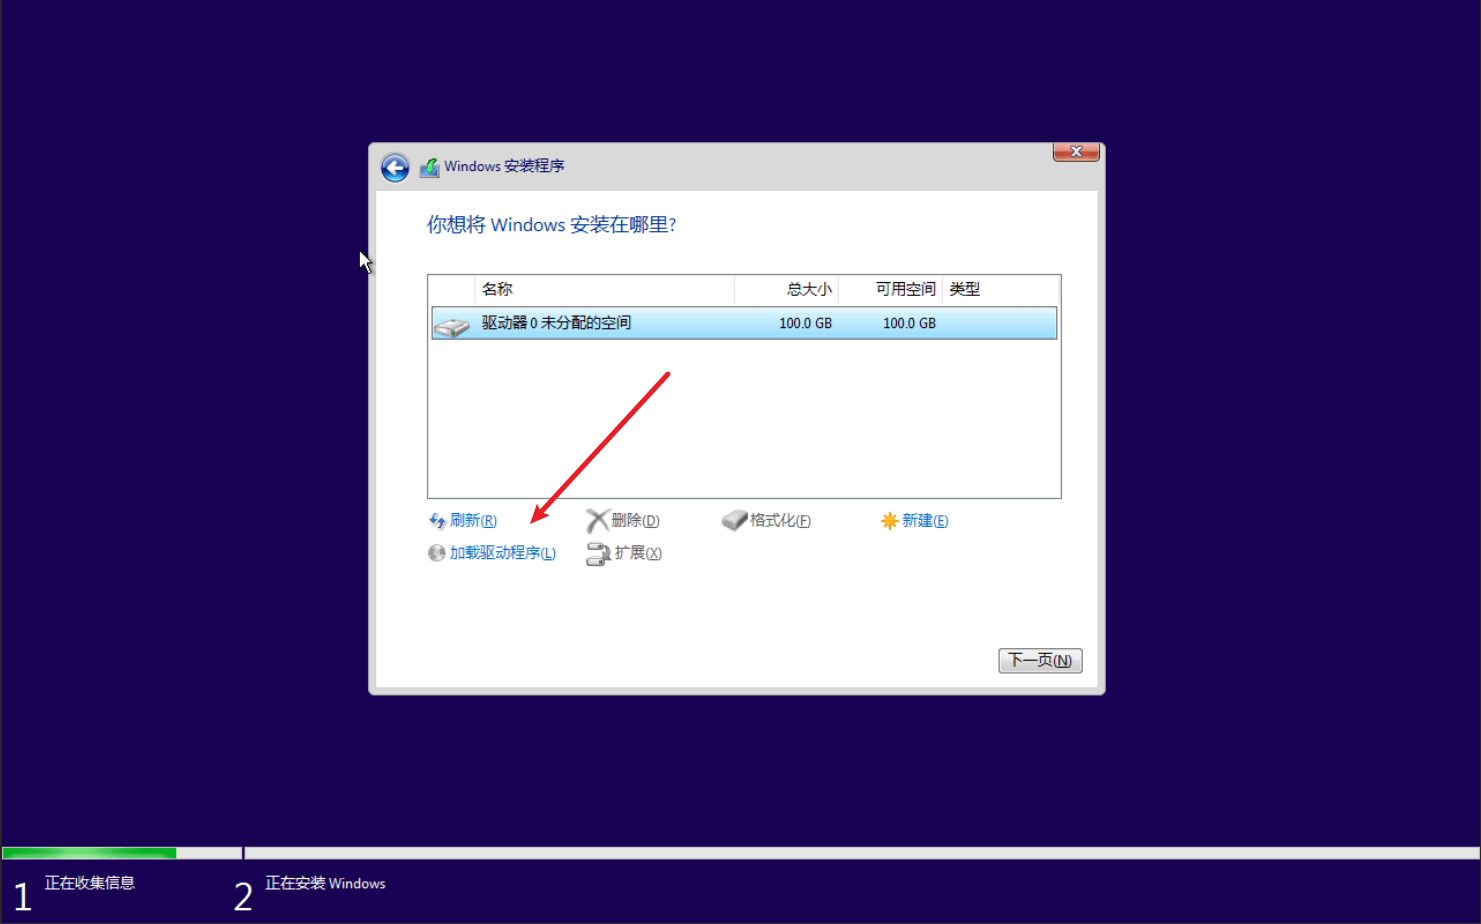 Windows 安装程序
你想将 Windows 安装在哪里?
名称 总大小 可用空间 类型
驱动器 0 未分配的空间 100.0 GB 100.0 GB
刷新(R) 删除(D) 格式化(F) 新建(E)
加载驱动程序(L) 扩展(X)
下一页(N)
1 正在收集信息 2 正在安装 Windows